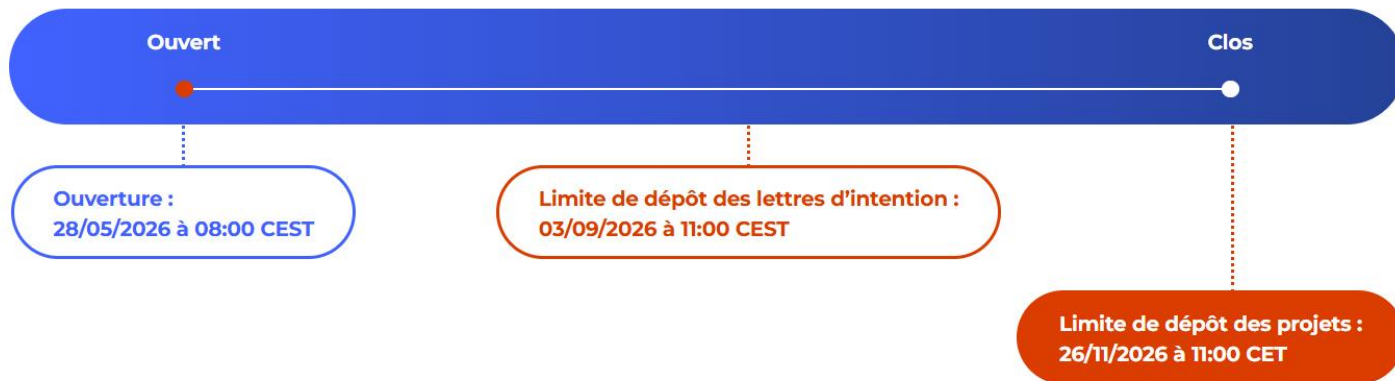 Ouvert
Clos
Ouverture :
28/05/2026 à 08:00 CEST
Limite de dépôt des lettres d’intention :
03/09/2026 à 11:00 CEST
Limite de dépôt des projets :
26/11/2026 à 11:00 CET